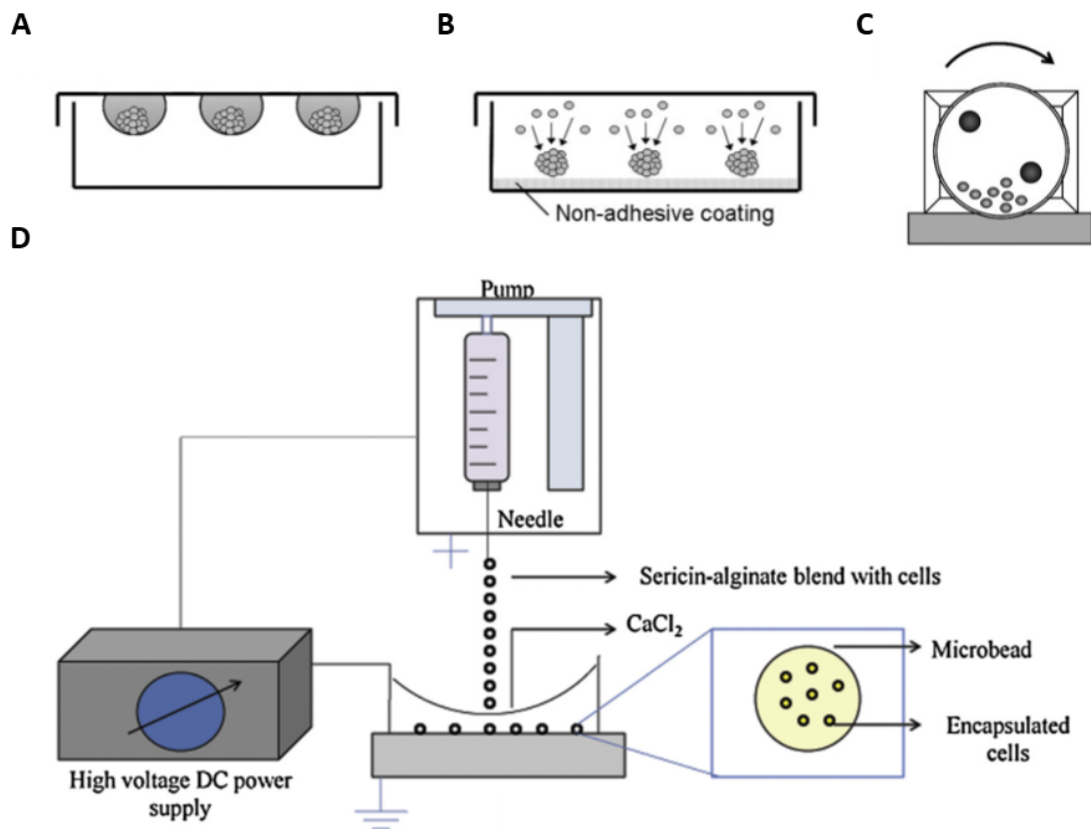 A
B
C
Non-adhesive coating
D
Pump
Needle
Sericin-alginate blend with cells
CaCl₂
Microbead
Encapsulated
cells
High voltage DC power
supply